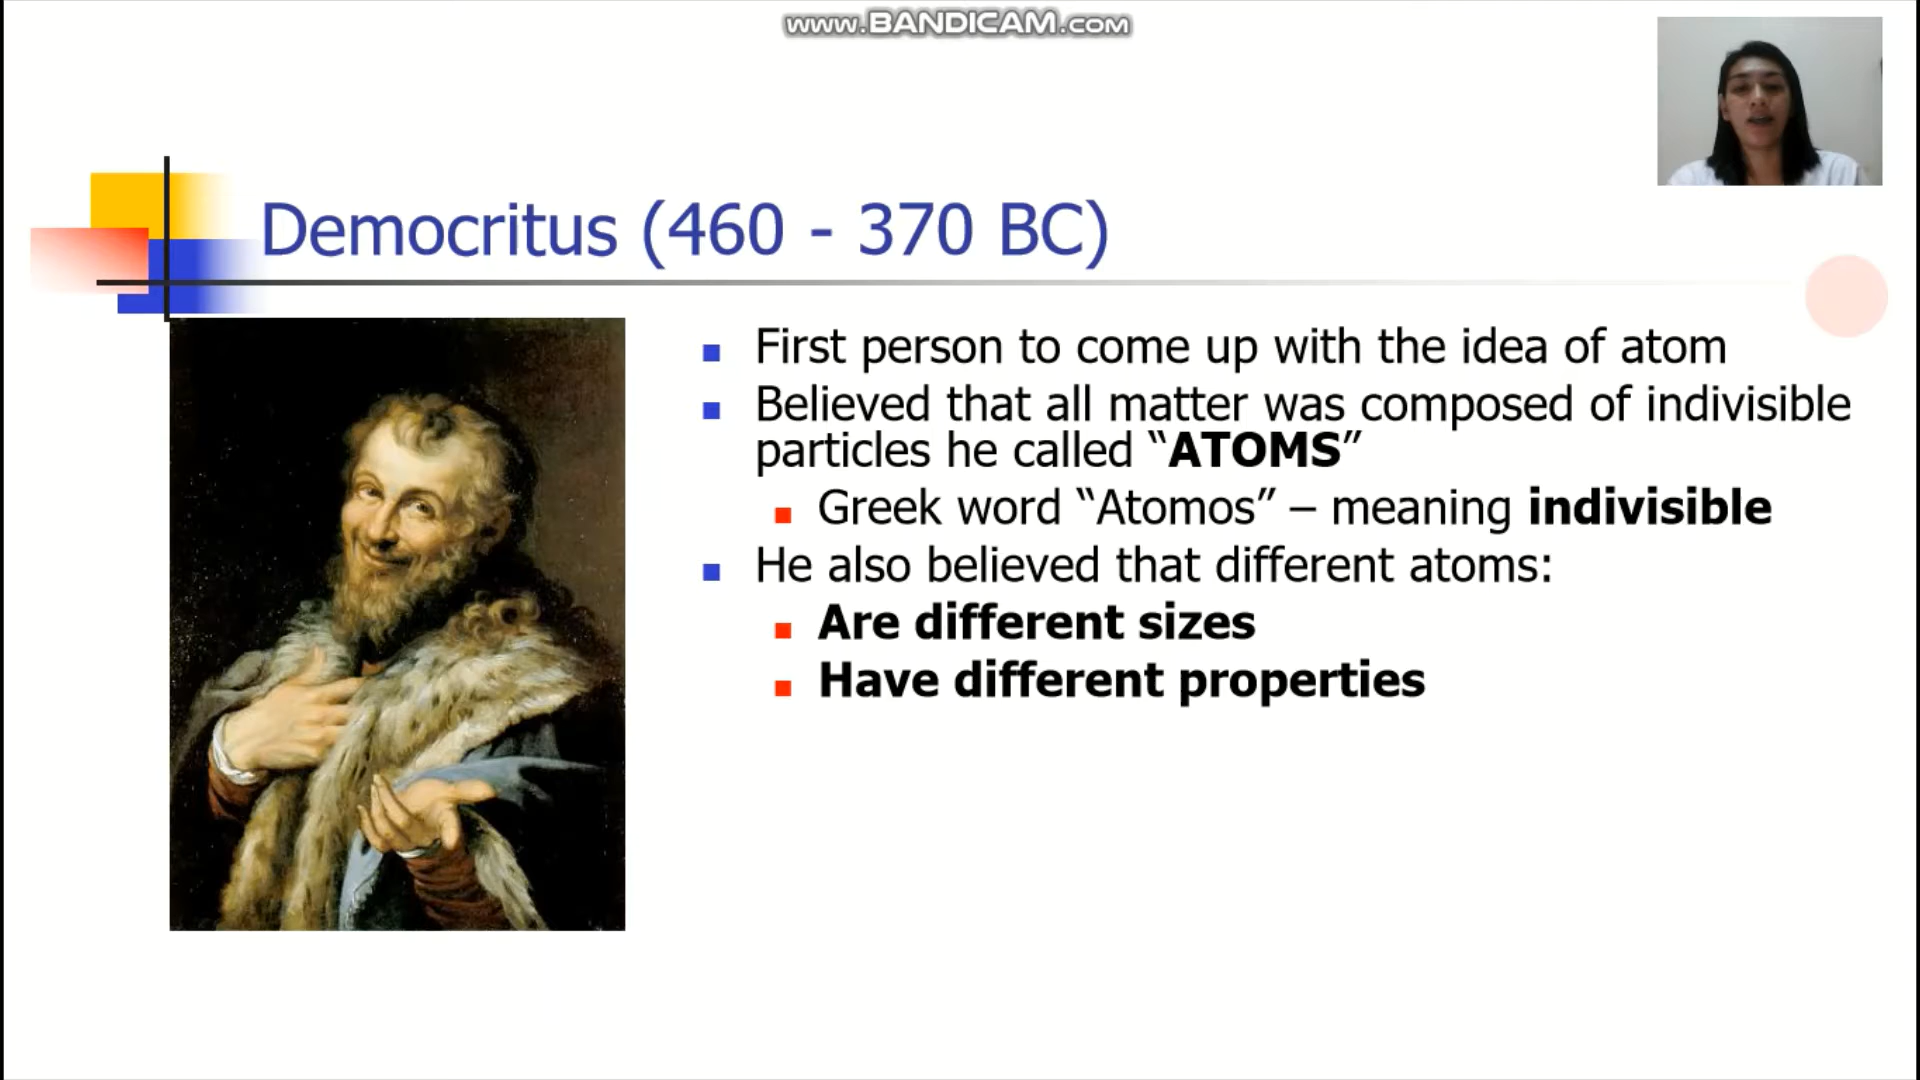 www.BANDICAM.com
Democritus (460 - 370 BC)
First person to come up with the idea of atom
Believed that all matter was composed of indivisible
particles he called “ATOMS”
Greek word “Atomos” – meaning indivisible
He also believed that different atoms:
Are different sizes
Have different properties